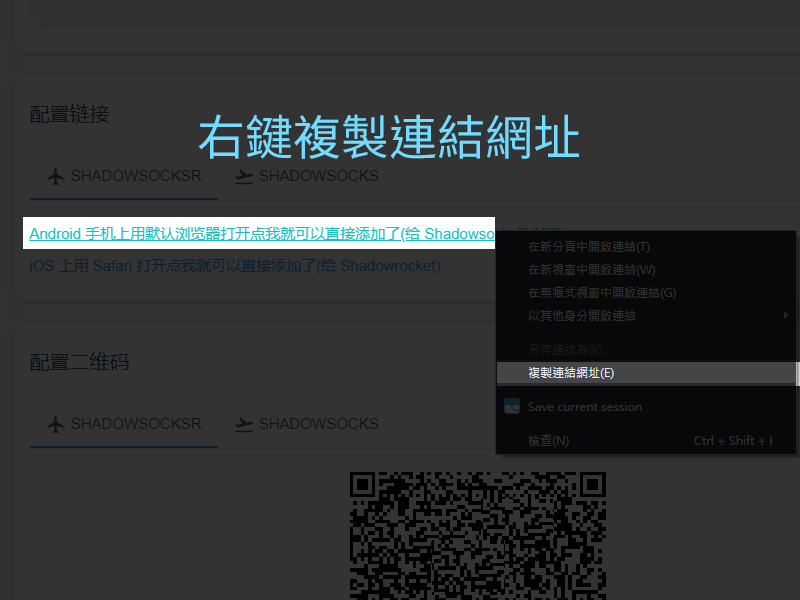 配置链接
右鍵複製連結網址
SHADOWSOCKSR
SHADOWSOCKS
Android 手机上用默认浏览器打开点我就可以直接添加了(给 Shadowso
iOS 上用 Safari 打开点我就可以直接添加了(给 Shadowrocket)
在新分頁中開啟連結(T)
在新視窗中開啟連結(W)
在無痕式視窗中開啟連結(G)
以其他身分開啟連結
另存連結為(K)...
複製連結網址(E)
Save current session
檢查(N) Ctrl + Shift + I
配置二维码
SHADOWSOCKSR
SHADOWSOCKS